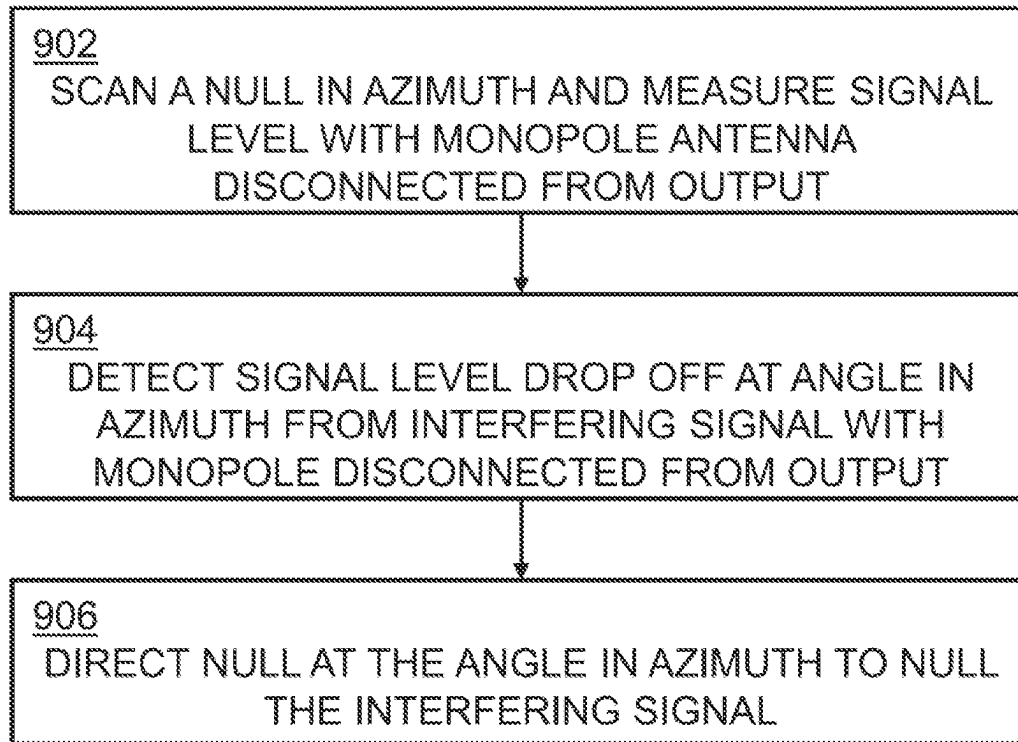 902
SCAN A NULL IN AZIMUTH AND MEASURE SIGNAL
LEVEL WITH MONOPOLE ANTENNA
DISCONNECTED FROM OUTPUT
904
DETECT SIGNAL LEVEL DROP OFF AT ANGLE IN
AZIMUTH FROM INTERFERING SIGNAL WITH
MONOPOLE DISCONNECTED FROM OUTPUT
906
DIRECT NULL AT THE ANGLE IN AZIMUTH TO NULL
THE INTERFERING SIGNAL